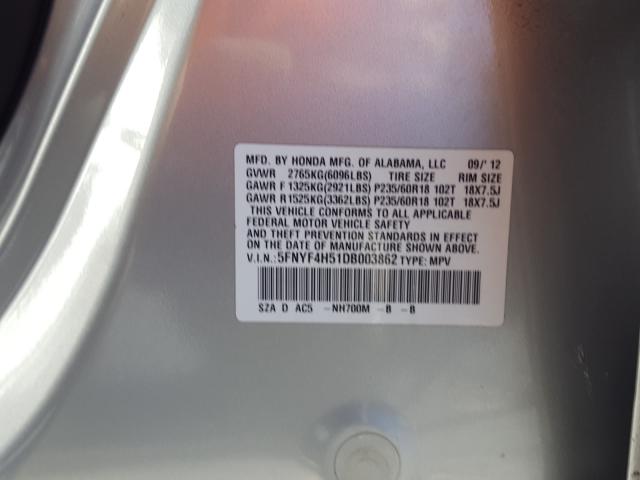 MFD. BY HONDA MFG. OF ALABAMA, LLC 09/'12
GVWR 2765KG(6096LBS) TIRE SIZE RIM SIZE
GAWR F 1325KG(2921LBS) P235/60R18 102T 18X7.5J
GAWR R 1525KG(3362LBS) P235/60R18 102T 18X7.5J
THIS VEHICLE CONFORMS TO ALL APPLICABLE
FEDERAL MOTOR VEHICLE SAFETY
AND THEFT PREVENTION STANDARDS IN EFFECT
ON THE DATE OF MANUFACTURE SHOWN ABOVE.
V.I.N.: 5FNYF4H51DB003862 TYPE: MPV
SZA D AC5 -NH700M -B -B